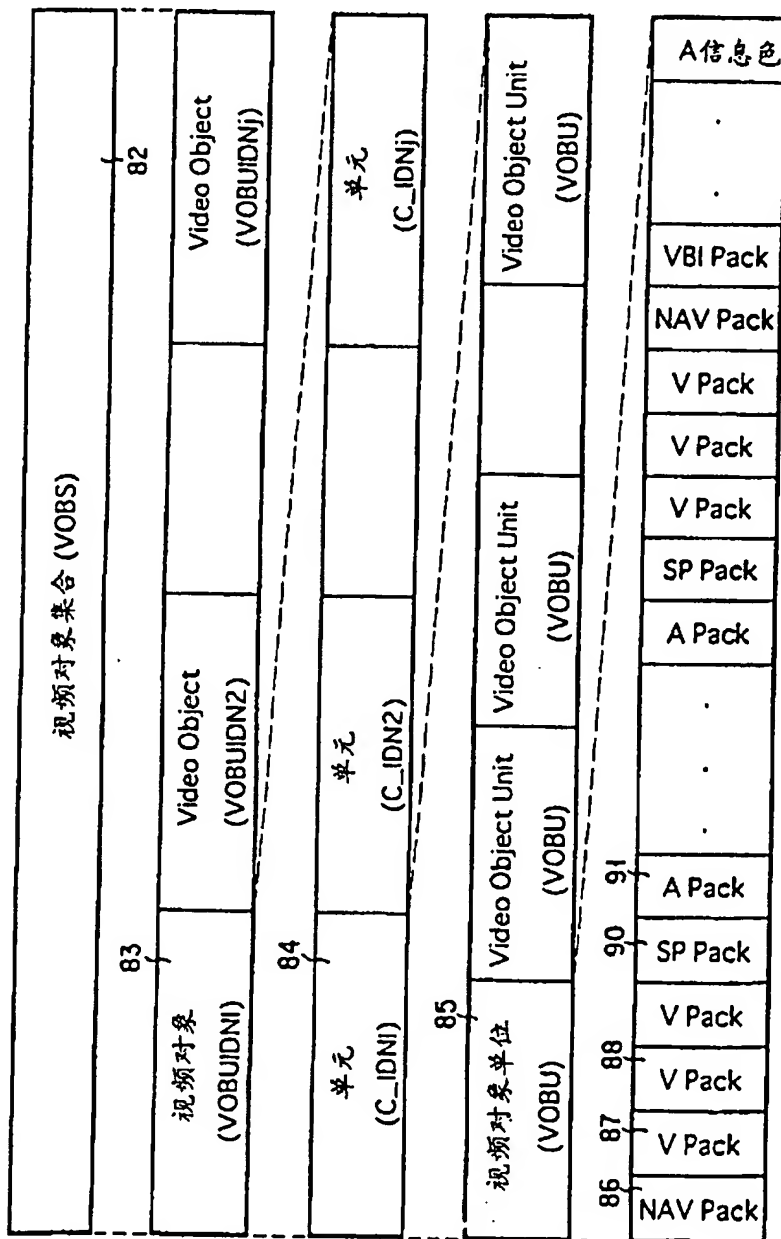 视频对象集合 (VOBS)
82
83
视频对象
(VOBUIDN1)
Video Object
(VOBUIDN2)
Video Object
(VOBUIDNj)
84
单元
(C_IDN1)
单元
(C_IDN2)
单元
(C_IDNj)
85
视频对象单位
(VOBU)
Video Object Unit
(VOBU)
Video Object Unit
(VOBU)
Video Object Unit
(VOBU)
86
87
88
90
91
NAV Pack
V Pack
V Pack
V Pack
SP Pack
A Pack
A Pack
SP Pack
V Pack
V Pack
V Pack
NAV Pack
VBI Pack
A信息色